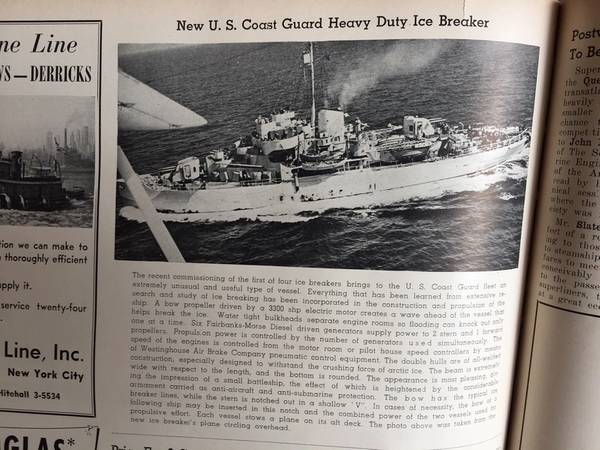 ne Line
WS — DERRICKS
tion we can make to
thoroughly efficient
pply it.
service twenty-four
Line, Inc.
New York City
Hitehall 3-5534
GLAS*
New U. S. Coast Guard Heavy Duty Ice Breaker
The recent commissioning of the first of four ice breakers brings to the U. S. Coast Guard fleet an
extremely unusual and useful type of vessel. Everything that has been learned from extensive re-
search and study of ice breaking has been incorporated in the construction and propulsion of the
ship. A bow propeller driven by a 3300 shp electric motor creates a wave ahead of the vessel that
helps break the ice. Water tight bulkheads separate engine rooms so flooding can knock out only
one at a time. Six Fairbanks-Morse Diesel driven generators supply power to 2 stern and 1 forward
propellers. Propulsion power is controlled by the number of generators used simultaneously. The
speed of the engines is controlled from the motor room or pilot house speed controllers by means
of Westinghouse Air Brake Company pneumatic control equipment. The double hulls are of all-welded
construction, especially designed to withstand the crushing force of arctic ice. The beam is extremely
wide with respect to the length, and the bottom is rounded. The appearance is most pleasing, giv-
ing the impression of a small battleship, the effect of which is heightened by the considerable
armament carried as anti-aircraft and anti-submarine protection. The bow has the typical ice
breaker lines, while the stern is notched out in a shallow "V". In cases of necessity, the bow of a
following ship may be inserted in this notch and the combined power of the two vessels used for
propulsive effort. Each vessel stows a plane on its aft deck. The photo above was taken from the
new ice breaker's plane circling overhead.
Postw
To Be
Super
the Que
transatla
heavily
smaller
chance t
competi
to John
of The S
rine Engi
of the A
read by h
nical ses
where the
ciety was
Mr. Slate
fect of a r
ing to thos
to steamship
fares to mee
conceivably
to the passe
superliners, t
at a great ec